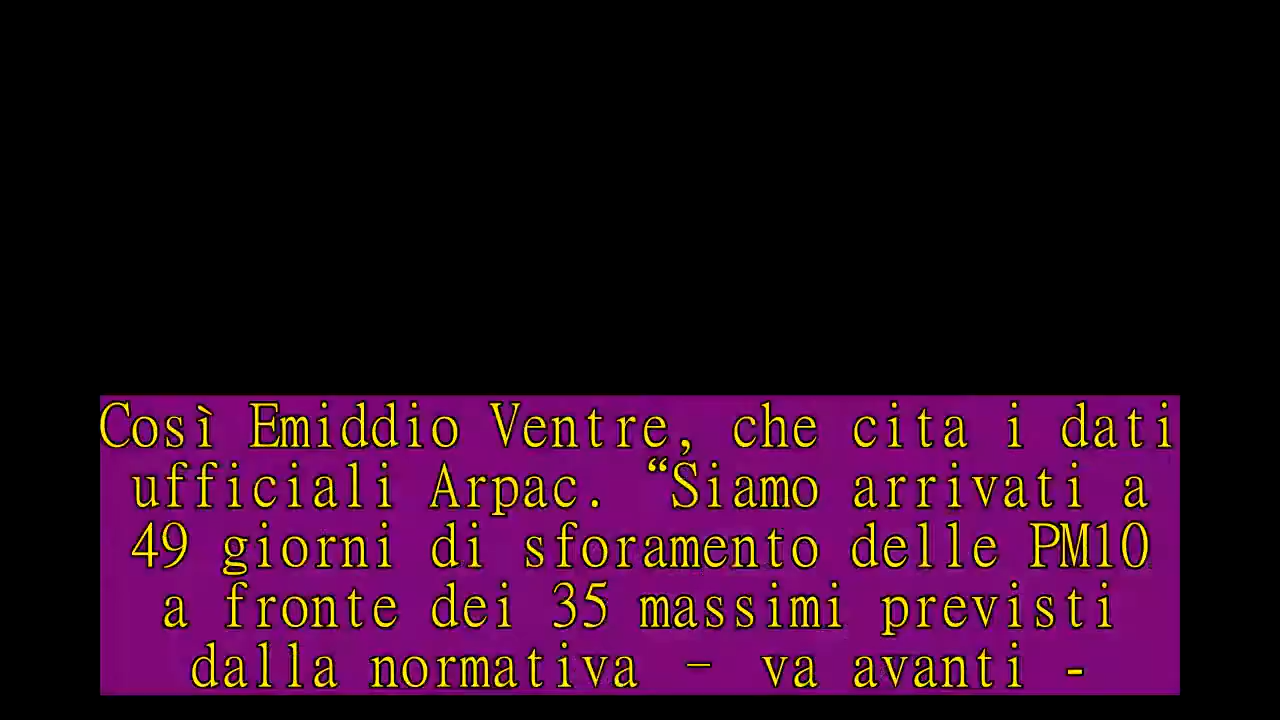 Così Emiddio Ventre, che cita i dati
ufficiali Arpac. “Siamo arrivati a
49 giorni di sforamento delle PM10
a fronte dei 35 massimi previsti
dalla normativa – va avanti -